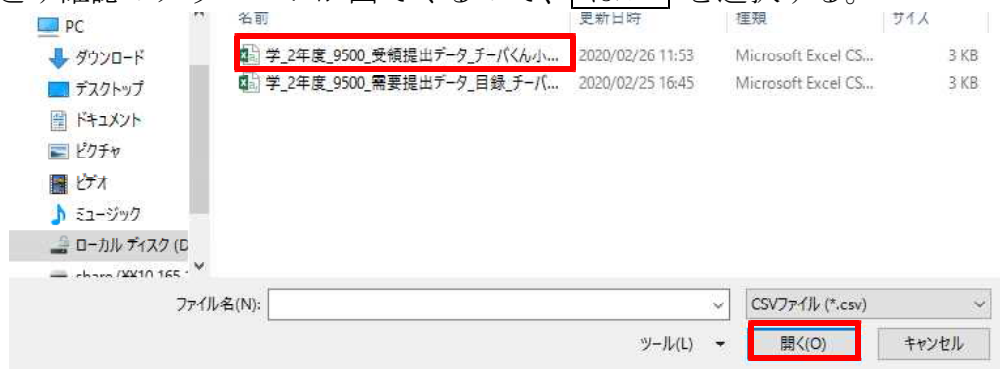 名前 更新日時 種類 サイズ
PC
ダウンロード
デスクトップ
ドキュメント
ピクチャ
ビデオ
ミュージック
ローカル ディスク (D
学_2年度_9500_受領提出データ_チーバくん小... 2020/02/26 11:53 Microsoft Excel CS... 3 KB
学_2年度_9500_需要提出データ_目録_チーバ... 2020/02/25 16:45 Microsoft Excel CS... 3 KB
ファイル名(N): CSVファイル (*.csv)
ツール(L) 開く(O) キャンセル